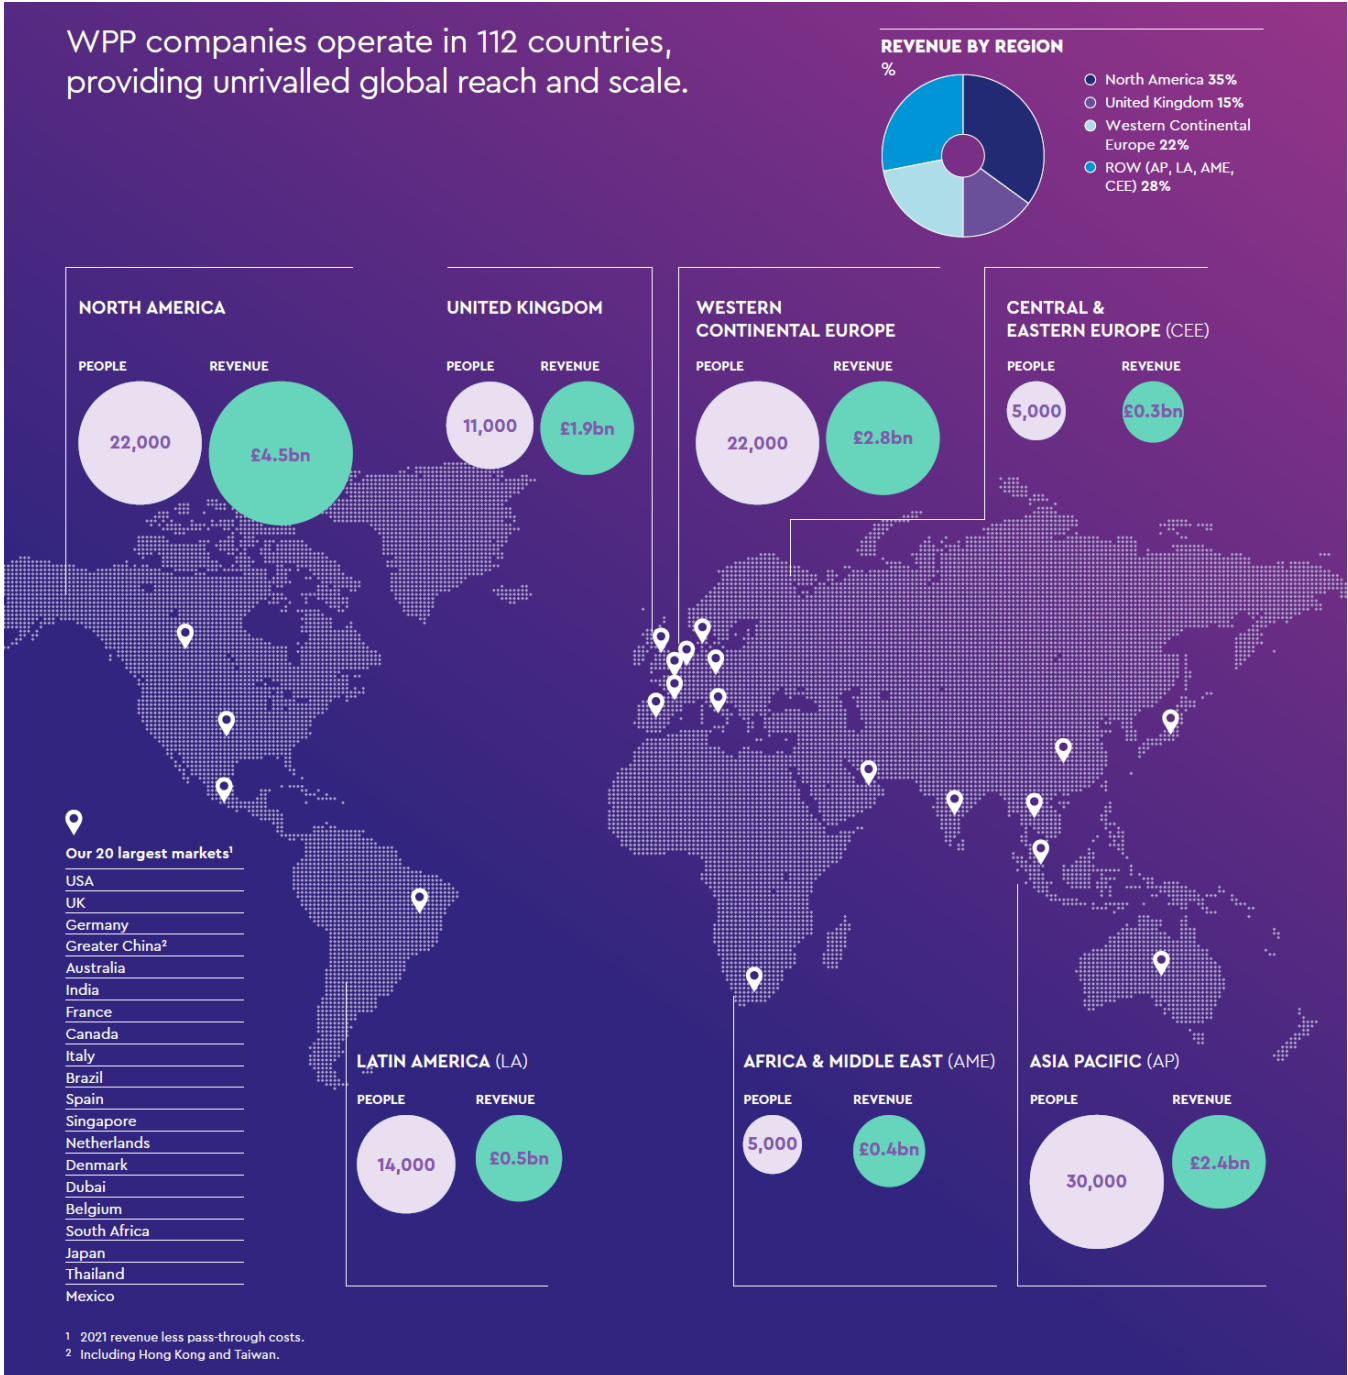 WPP companies operate in 112 countries,
providing unrivalled global reach and scale.
REVENUE BY REGION
%
North America 35%
United Kingdom 15%
Western Continental
Europe 22%
ROW (AP, LA, AME,
CEE) 28%
NORTH AMERICA
PEOPLE REVENUE
22,000 £4.5bn
UNITED KINGDOM
PEOPLE REVENUE
11,000 £1.9bn
WESTERN
CONTINENTAL EUROPE
PEOPLE REVENUE
22,000 £2.8bn
CENTRAL &
EASTERN EUROPE (CEE)
PEOPLE REVENUE
5,000 £0.3bn
Our 20 largest markets¹
USA
UK
Germany
Greater China²
Australia
India
France
Canada
Italy
Brazil
Spain
Singapore
Netherlands
Denmark
Dubai
Belgium
South Africa
Japan
Thailand
Mexico
LATIN AMERICA (LA)
PEOPLE REVENUE
14,000 £0.5bn
AFRICA & MIDDLE EAST (AME)
PEOPLE REVENUE
5,000 £0.4bn
ASIA PACIFIC (AP)
PEOPLE REVENUE
30,000 £2.4bn
¹ 2021 revenue less pass-through costs.
² Including Hong Kong and Taiwan.